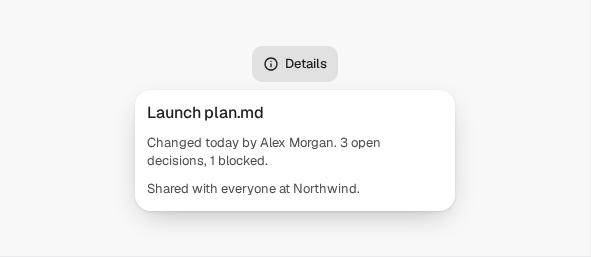 Details
Launch plan.md
Changed today by Alex Morgan. 3 open
decisions, 1 blocked.
Shared with everyone at Northwind.